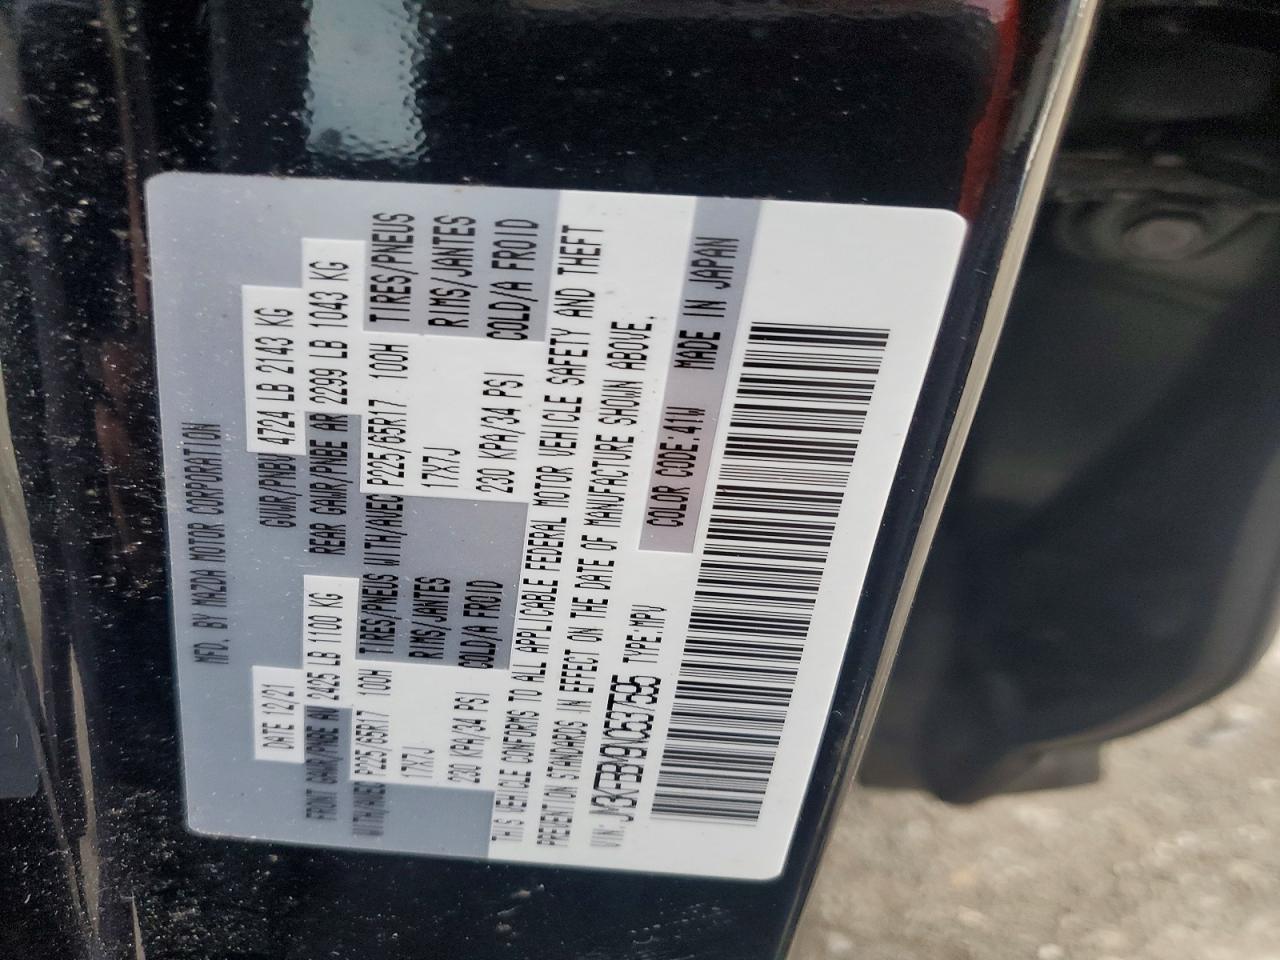 MFD. BY MAZDA MOTOR CORPORATION
DATE 12/21 GVWR/PNBV 4724 LB 2143 KG
FRONT GAWR/PNBE AV 2425 LB 1100 KG REAR GAWR/PNBE AR 2299 LB 1043 KG
WITH/AVEC P225/65R17 100H TIRES/PNEUS WITH/AVEC P225/65R17 100H TIRES/PNEUS
17X7J RIMS/JANTES 17X7J RIMS/JANTES
230 KPA/34 PSI COLD/A FROID 230 KPA/34 PSI COLD/A FROID
THIS VEHICLE CONFORMS TO ALL APPLICABLE FEDERAL MOTOR VEHICLE SAFETY AND THEFT
PREVENTION STANDARDS IN EFFECT ON THE DATE OF MANUFACTURE SHOWN ABOVE.
VIN: TYPE:MPV COLOR CODE:41W MADE IN JAPAN